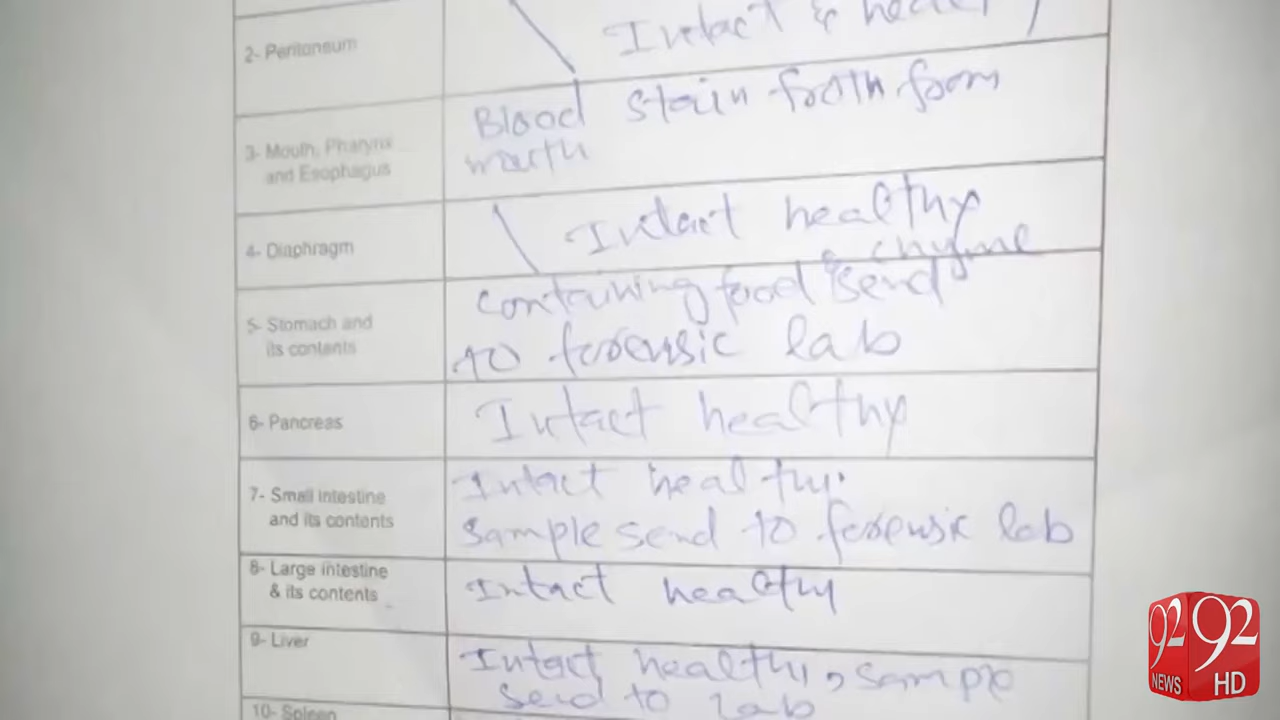 2- Peritoneum
Intact & healthy
3- Mouth, Pharynx
and Esophagus
Blood stain froth from
mouth
4- Diaphragm
Intact healthy
5- Stomach and
its contents
containing food & chyme send
to forensic lab
6- Pancreas
Intact healthy
7- Small intestine
and its contents
Intact healthy.
Sample send to forensic lab
8- Large intestine
& its contents
Intact healthy
9- Liver
Intact healthy, sample
send to lab
10- Spleen
92 92
NEWS HD